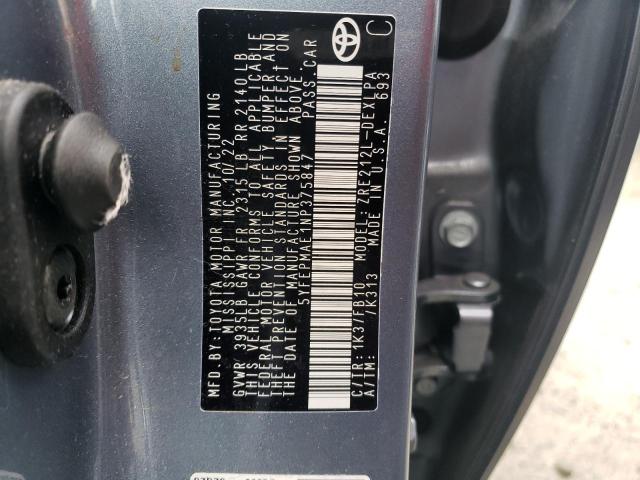 MFD. BY: TOYOTA MOTOR MANUFACTURING
MISSISSIPPI INC. 10/22
GVWR 3935LB GAWR FR 2315 LB RR 2140 LB
THIS VEHICLE CONFORMS TO ALL APPLICABLE
FEDERAL MOTOR VEHICLE SAFETY, BUMPER AND
THEFT PREVENTION STANDARDS IN EFFECT ON
THE DATE OF MANUFACTURE SHOWN ABOVE.
5YFEPMAE1NP375847 PASS. CAR
C/TR: 1K3/FB10 MODEL: ZRE212L-DEXLPA
A/TM: /K313 MADE IN U.S.A. 693
C